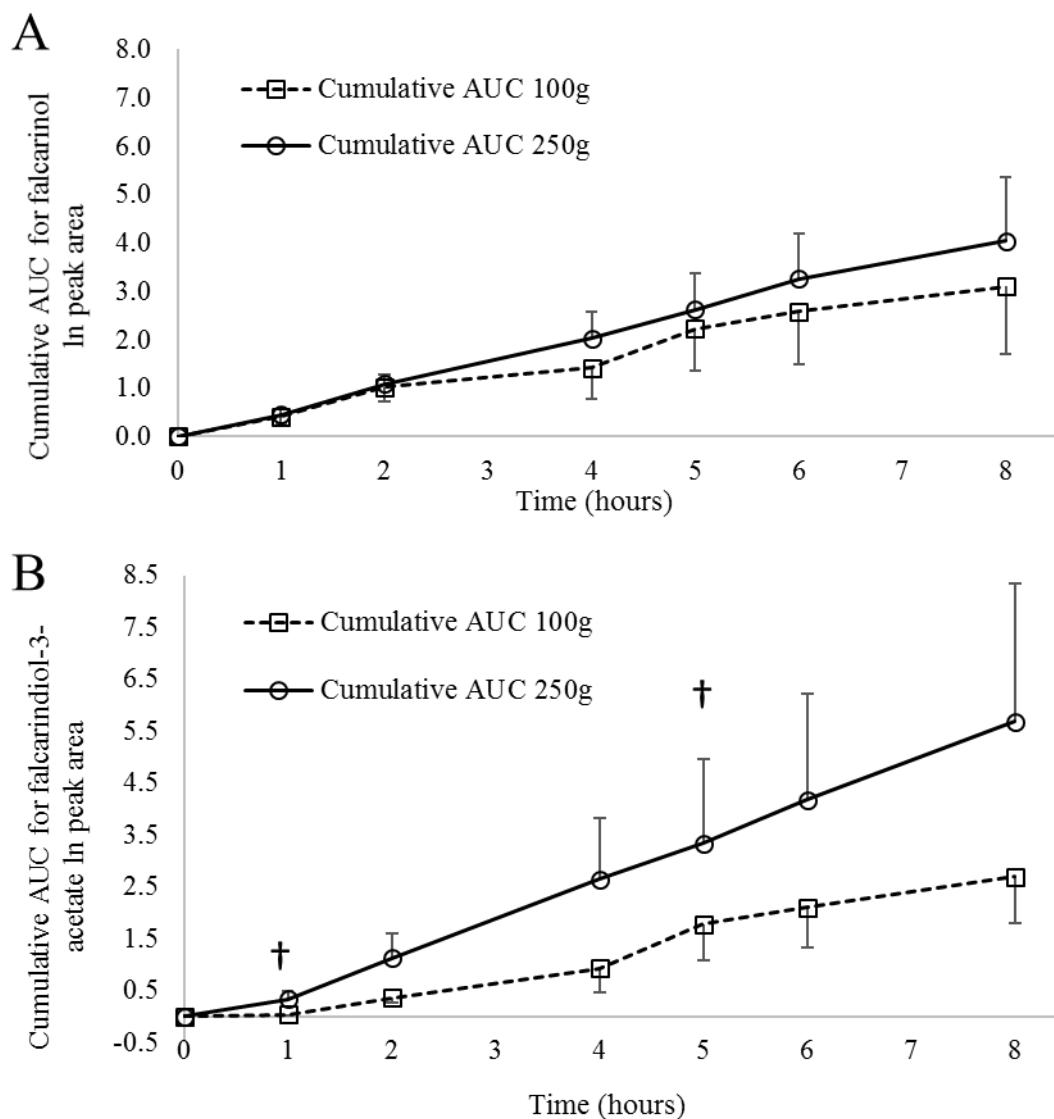 A
8.0
7.0
6.0
5.0
4.0
3.0
2.0
1.0
0.0
Cumulative AUC for falcarinol
ln peak area
Cumulative AUC 100g
Cumulative AUC 250g
0 1 2 3 4 5 6 7 8
Time (hours)
B
8.5
7.5
6.5
5.5
4.5
3.5
2.5
1.5
0.5
-0.5
Cumulative AUC for falcarindiol-3-
acetate ln peak area
Cumulative AUC 100g
Cumulative AUC 250g
†
†
0 1 2 3 4 5 6 7 8
Time (hours)